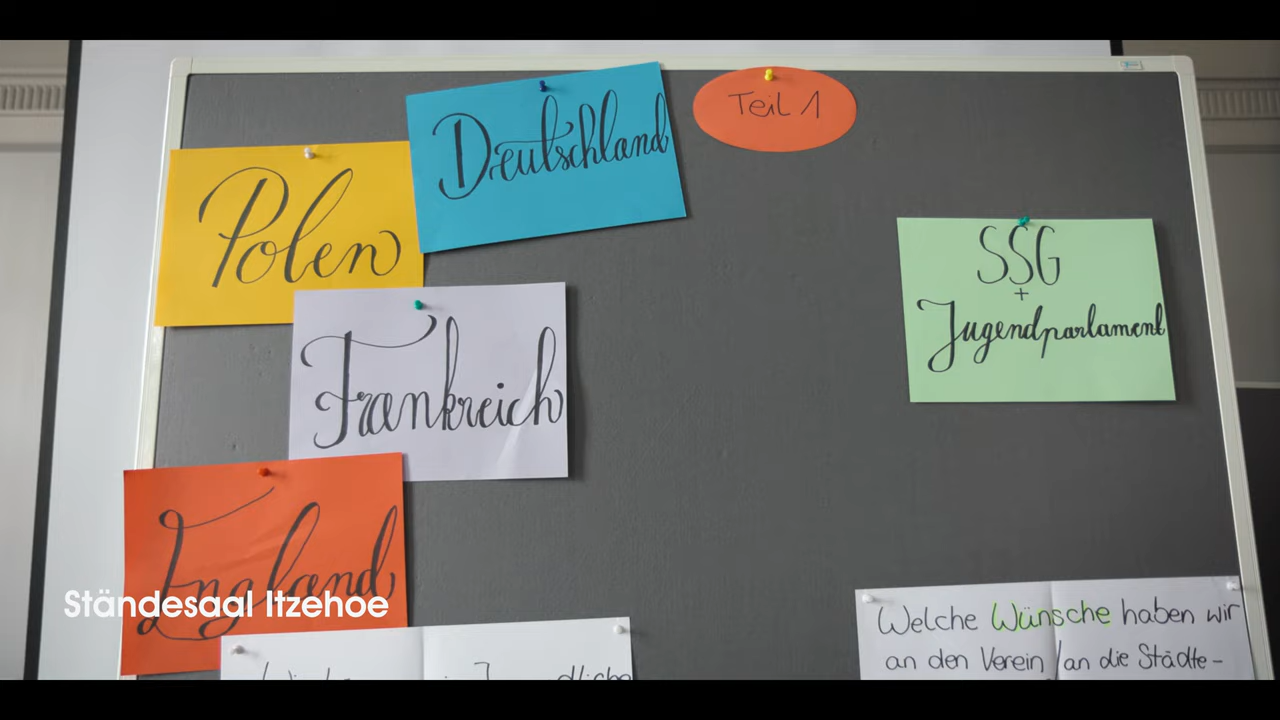 Deutschland
Teil 1
Polen
SSG
+
Jugendparlament
Frankreich
England
Ständesaal Itzehoe
Welche Wünsche haben wir
an den Verein / an die Städte-